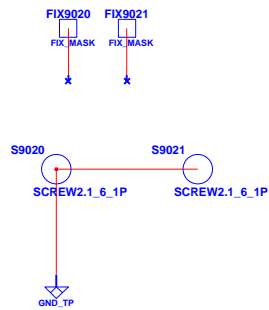 FIX9020 FIX9021
FIX_MASK FIX_MASK
S9020 S9021
SCREW2.1_6_1P SCREW2.1_6_1P
GND_TP